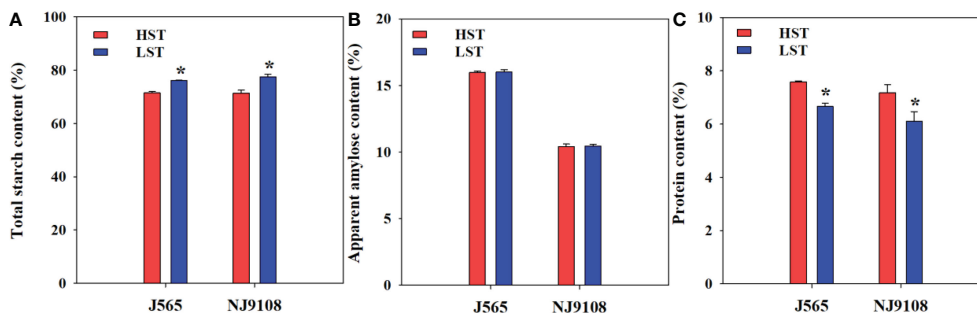 A
Total starch content (%)
100
80
60
40
20
0
HST
LST
*
*
J565
NJ9108
B
Apparent amylose content (%)
20
15
10
5
0
HST
LST
J565
NJ9108
C
Protein content (%)
10
8
6
4
2
0
HST
LST
*
*
J565
NJ9108